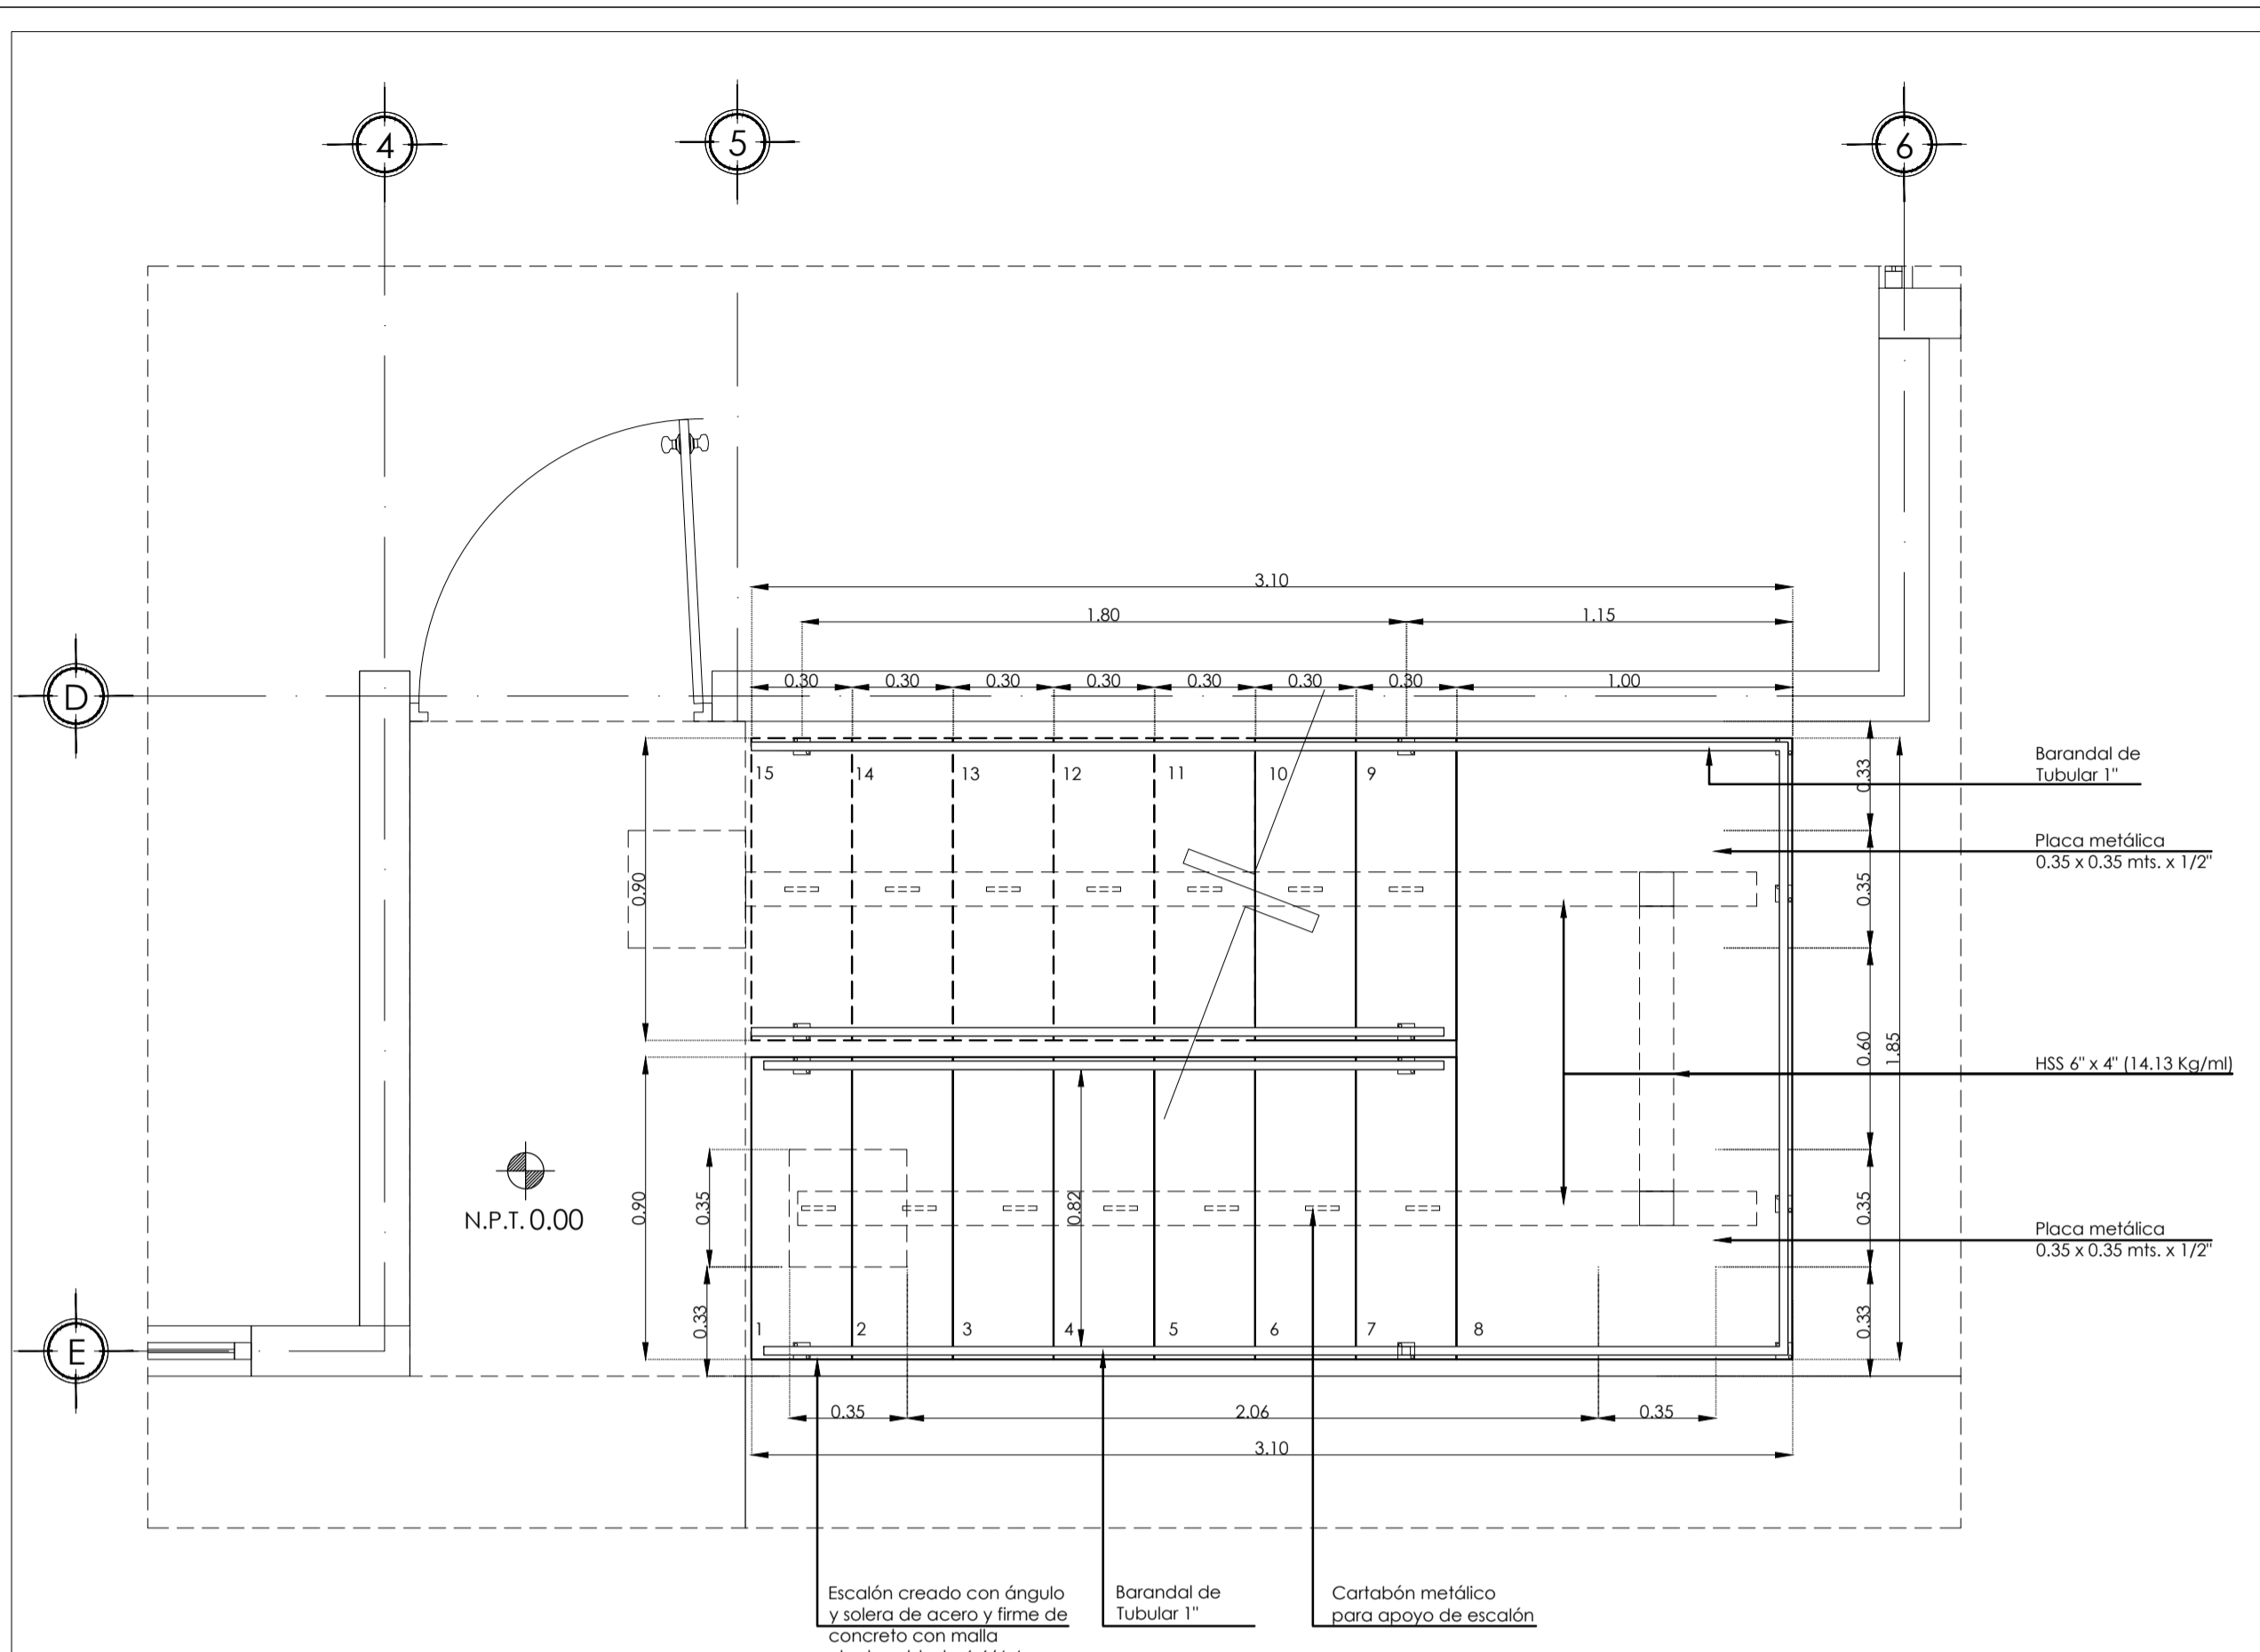 4
5
6
3.10
1.80
1.15
D
0.30
0.30
0.30
0.30
0.30
0.30
0.30
1.00
15
14
13
12
11
10
9
0.33
Barandal de
Tubular 1"
Placa metálica
0.35 x 0.35 mts. x 1/2"
0.90
0.35
0.60
1.85
HSS 6" x 4" (14.13 Kg/ml)
N.P.T. 0.00
0.90
0.35
0.82
0.35
Placa metálica
0.35 x 0.35 mts. x 1/2"
0.33
0.33
E
1
2
3
4
5
6
7
8
0.35
2.06
0.35
3.10
Escalón creado con ángulo
y solera de acero y firme de
concreto con malla
Barandal de
Tubular 1"
Cartabón metálico
para apoyo de escalón